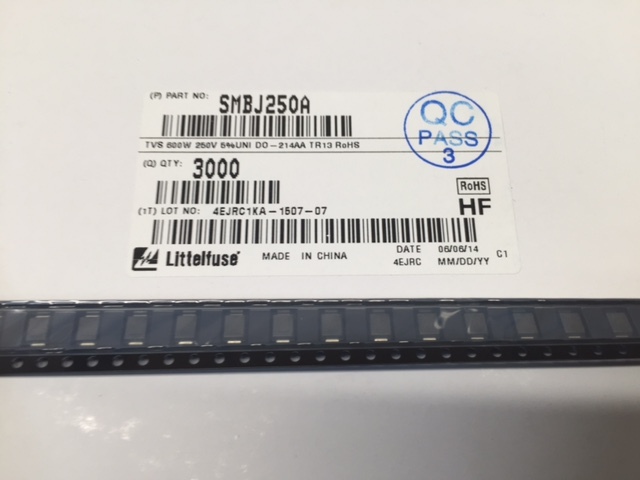 (P) PART NO: SMBJ250A
TVS 600W 250V 5%UNI DO-214AA TR13 RoHS
(Q) QTY: 3000
(1T) LOT NO: 4EJRC1KA-1507-07
Littelfuse®
MADE IN CHINA
DATE 06/06/14
4EJRC MM/DD/YY C1
QC
PASS
3
RoHS
HF